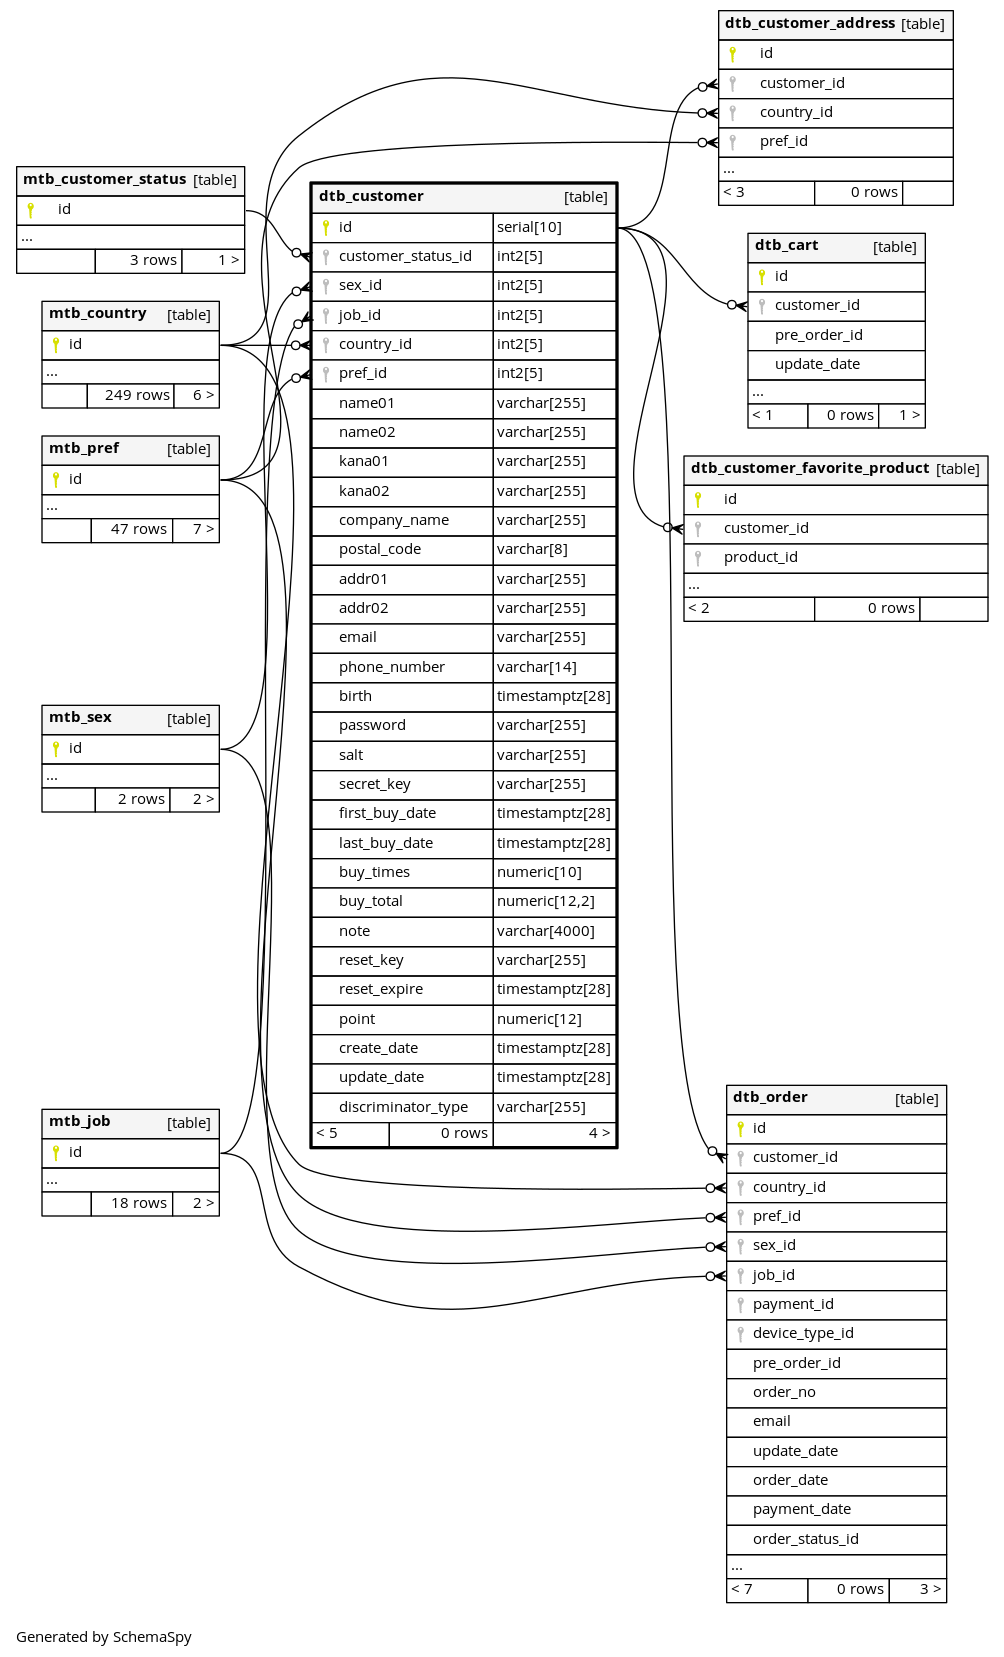 dtb_customer_address [table]
id
customer_id
country_id
pref_id
...
< 3 0 rows
mtb_customer_status [table]
id
...
3 rows 1 >
mtb_country [table]
id
...
249 rows 6 >
mtb_pref [table]
id
...
47 rows 7 >
mtb_sex [table]
id
...
2 rows 2 >
mtb_job [table]
id
...
18 rows 2 >
dtb_customer [table]
id serial[10]
customer_status_id int2[5]
sex_id int2[5]
job_id int2[5]
country_id int2[5]
pref_id int2[5]
name01 varchar[255]
name02 varchar[255]
kana01 varchar[255]
kana02 varchar[255]
company_name varchar[255]
postal_code varchar[8]
addr01 varchar[255]
addr02 varchar[255]
email varchar[255]
phone_number varchar[14]
birth timestamptz[28]
password varchar[255]
salt varchar[255]
secret_key varchar[255]
first_buy_date timestamptz[28]
last_buy_date timestamptz[28]
buy_times numeric[10]
buy_total numeric[12,2]
note varchar[4000]
reset_key varchar[255]
reset_expire timestamptz[28]
point numeric[12]
create_date timestamptz[28]
update_date timestamptz[28]
discriminator_type varchar[255]
< 5 0 rows 4 >
dtb_cart [table]
id
customer_id
pre_order_id
update_date
...
< 1 0 rows 1 >
dtb_customer_favorite_product [table]
id
customer_id
product_id
...
< 2 0 rows
dtb_order [table]
id
customer_id
country_id
pref_id
sex_id
job_id
payment_id
device_type_id
pre_order_id
order_no
email
update_date
order_date
payment_date
order_status_id
...
< 7 0 rows 3 >
Generated by SchemaSpy